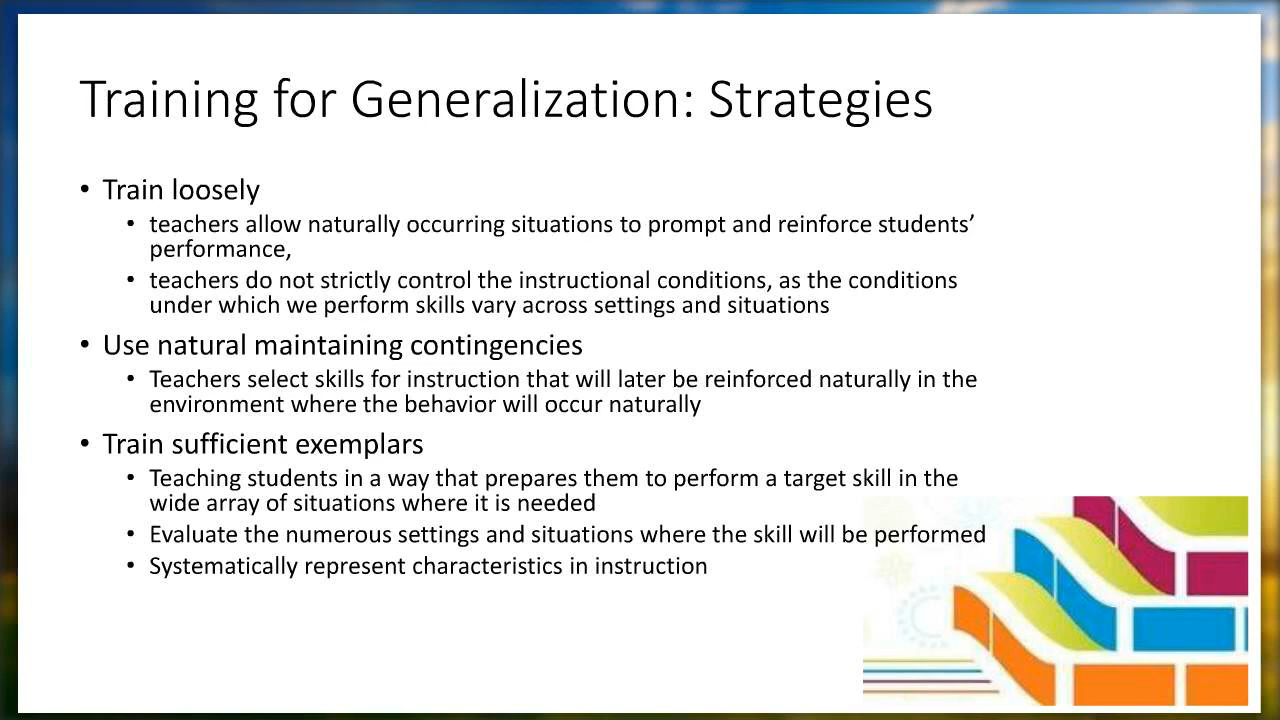 Training for Generalization: Strategies
• Train loosely
• teachers allow naturally occurring situations to prompt and reinforce students’
performance,
• teachers do not strictly control the instructional conditions, as the conditions
under which we perform skills vary across settings and situations
• Use natural maintaining contingencies
• Teachers select skills for instruction that will later be reinforced naturally in the
environment where the behavior will occur naturally
• Train sufficient exemplars
• Teaching students in a way that prepares them to perform a target skill in the
wide array of situations where it is needed
• Evaluate the numerous settings and situations where the skill will be performed
• Systematically represent characteristics in instruction